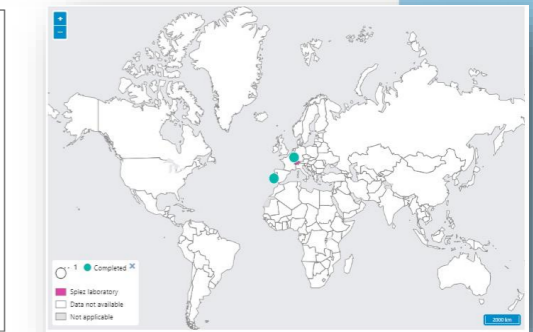 +
−
1 Completed ×
Spiez laboratory
Data not available
Not applicable
2000 km